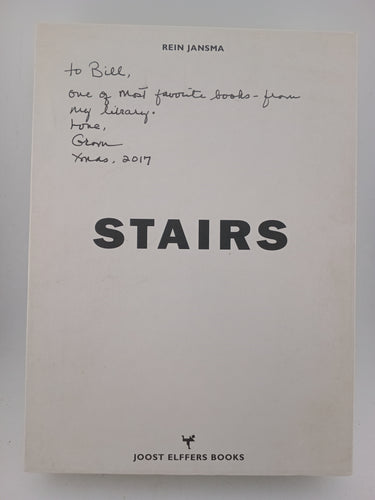 REIN JANSMA
to Bill,
one of most favorite books - from
my library.
Love,
Xmas, 2017
STAIRS
JOOST ELFFERS BOOKS